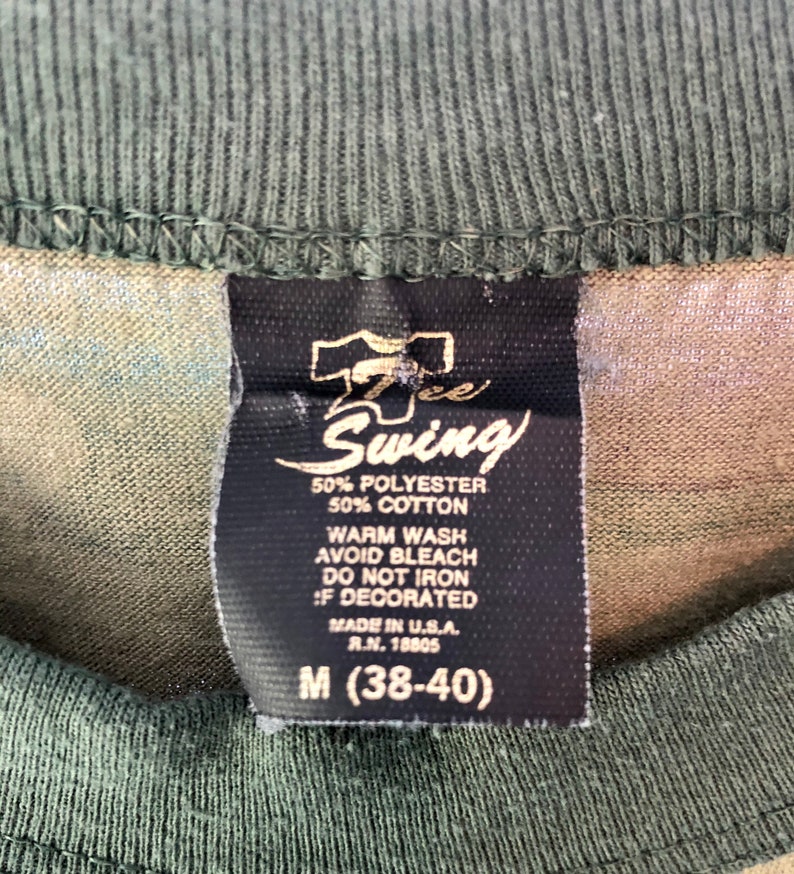 Tee
Swing
50% POLYESTER
50% COTTON
WARM WASH
AVOID BLEACH
DO NOT IRON
IF DECORATED
MADE IN U.S.A.
R.N. 18805
M (38-40)